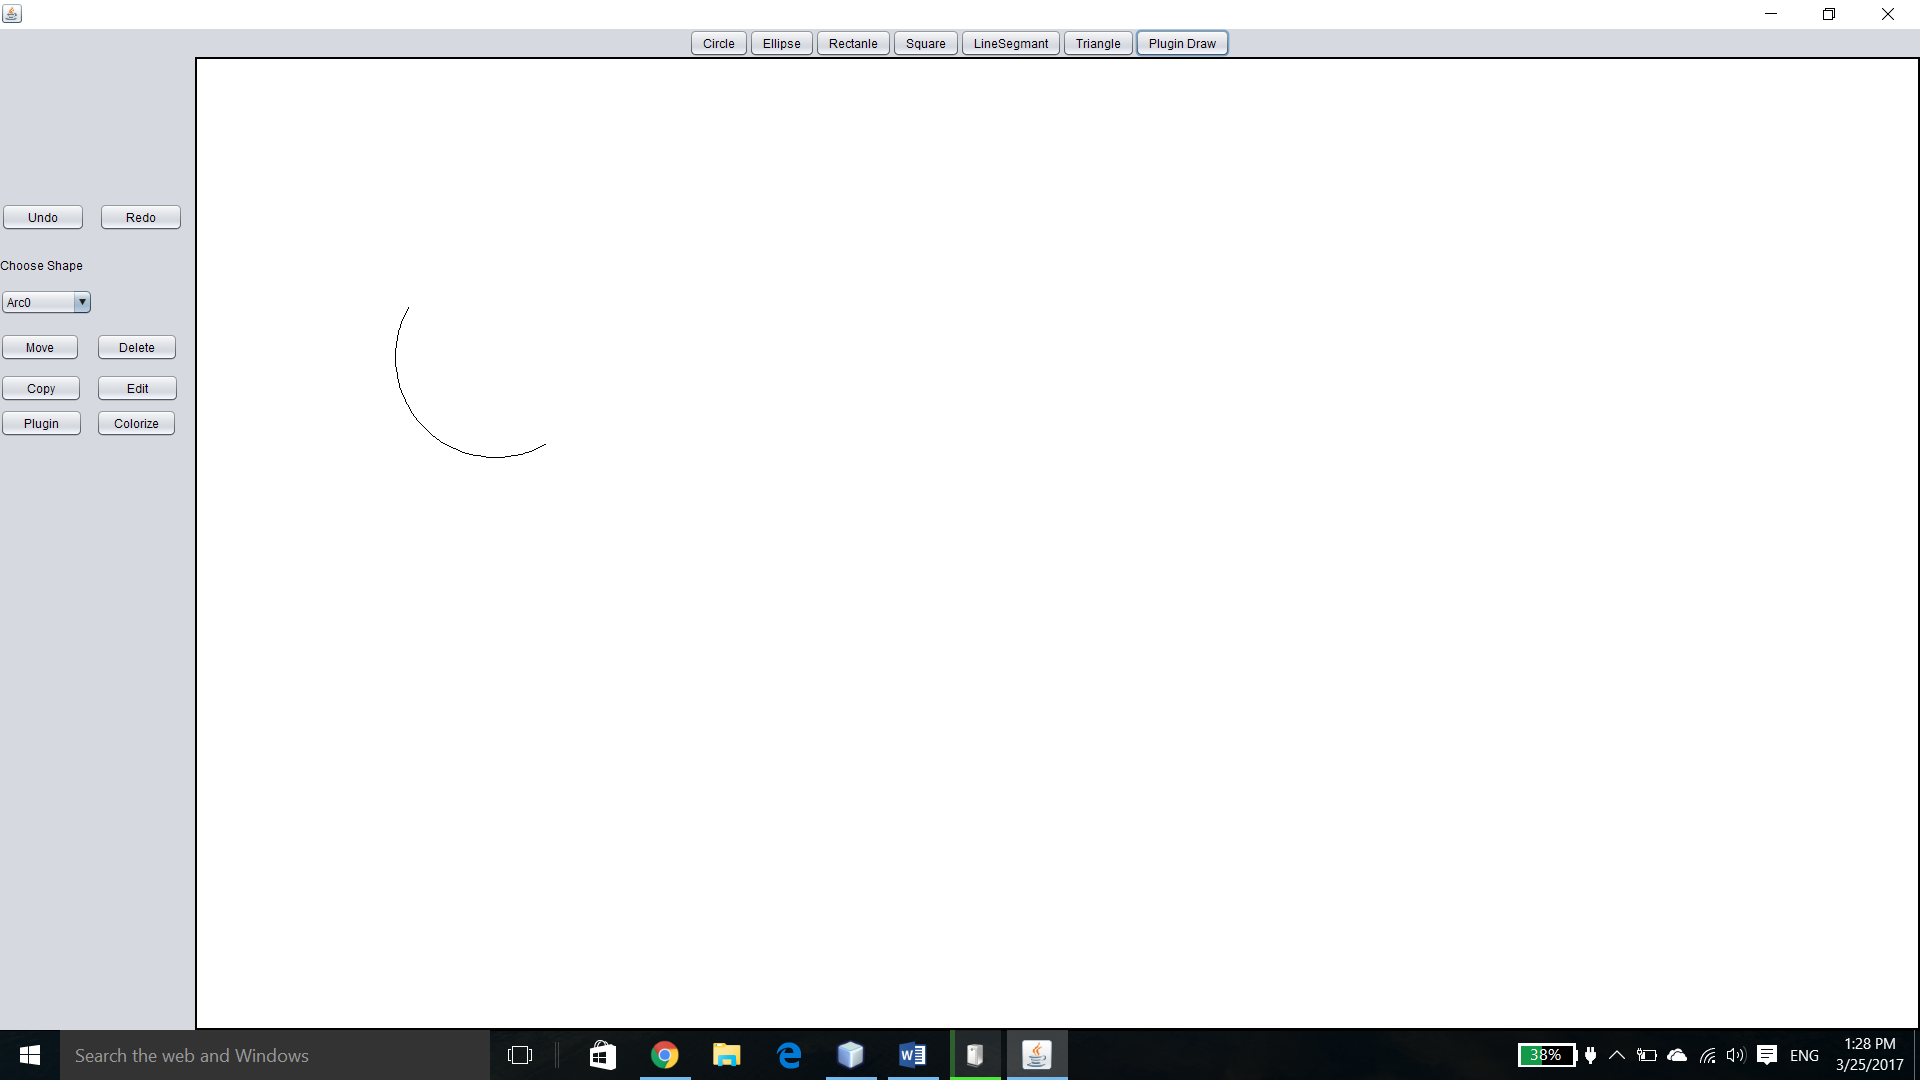 Circle Ellipse Rectanle Square LineSegmant Triangle Plugin Draw
Undo Redo
Choose Shape
Arc0
Move Delete
Copy Edit
Plugin Colorize
Search the web and Windows
38%
ENG
1:28 PM
3/25/2017